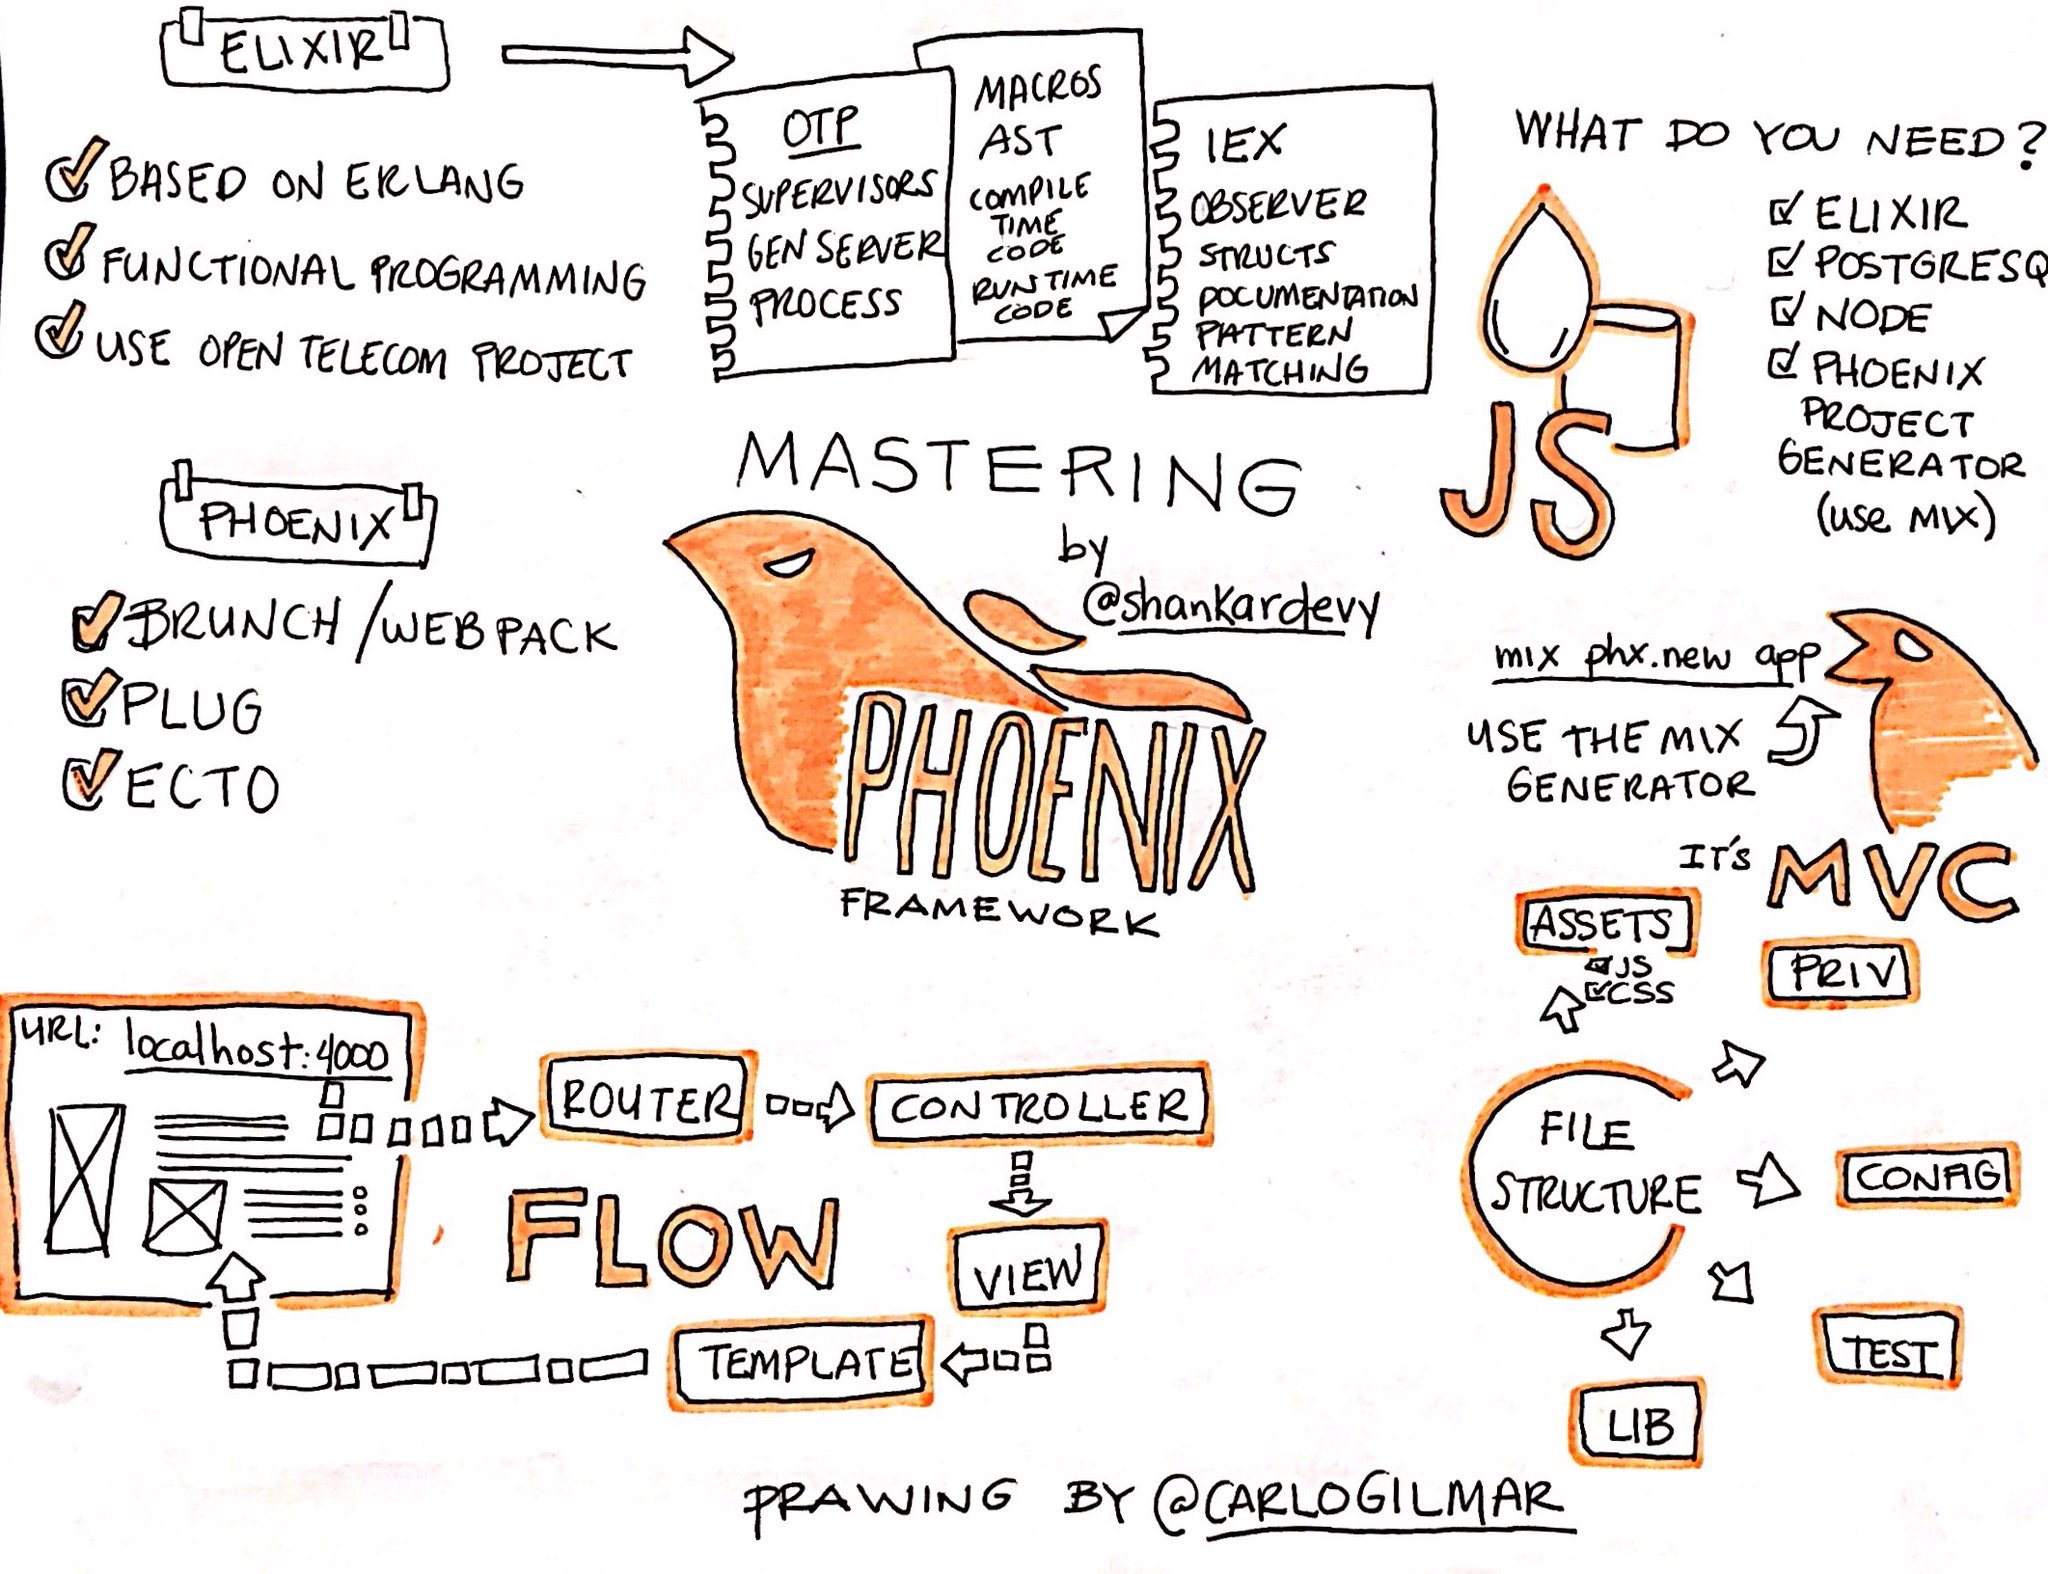 ELIXIR
BASED ON ERLANG
FUNCTIONAL PROGRAMMING
USE OPEN TELECOM PROJECT
OTP
SUPERVISORS
GEN SERVER
PROCESS
MACROS
AST
COMPILE
TIME
CODE
RUNTIME
CODE
IEX
OBSERVER
STRUCTS
DOCUMENTATION
PATTERN
MATCHING
WHAT DO YOU NEED?
ELIXIR
POSTGRESQ
NODE
PHOENIX
PROJECT
GENERATOR
(USE MIX)
JS
PHOENIX
BRUNCH/WEBPACK
PLUG
ECTO
MASTERING
by
@shankardevy
PHOENIX
FRAMEWORK
mix phx.new app
USE THE MIX
GENERATOR
IT'S MVC
URL: localhost:4000
ROUTER
CONTROLLER
VIEW
TEMPLATE
FLOW
ASSETS
JS
CSS
PRIV
FILE
STRUCTURE
CONFIG
TEST
LIB
DRAWING BY @CARLOGILMAR